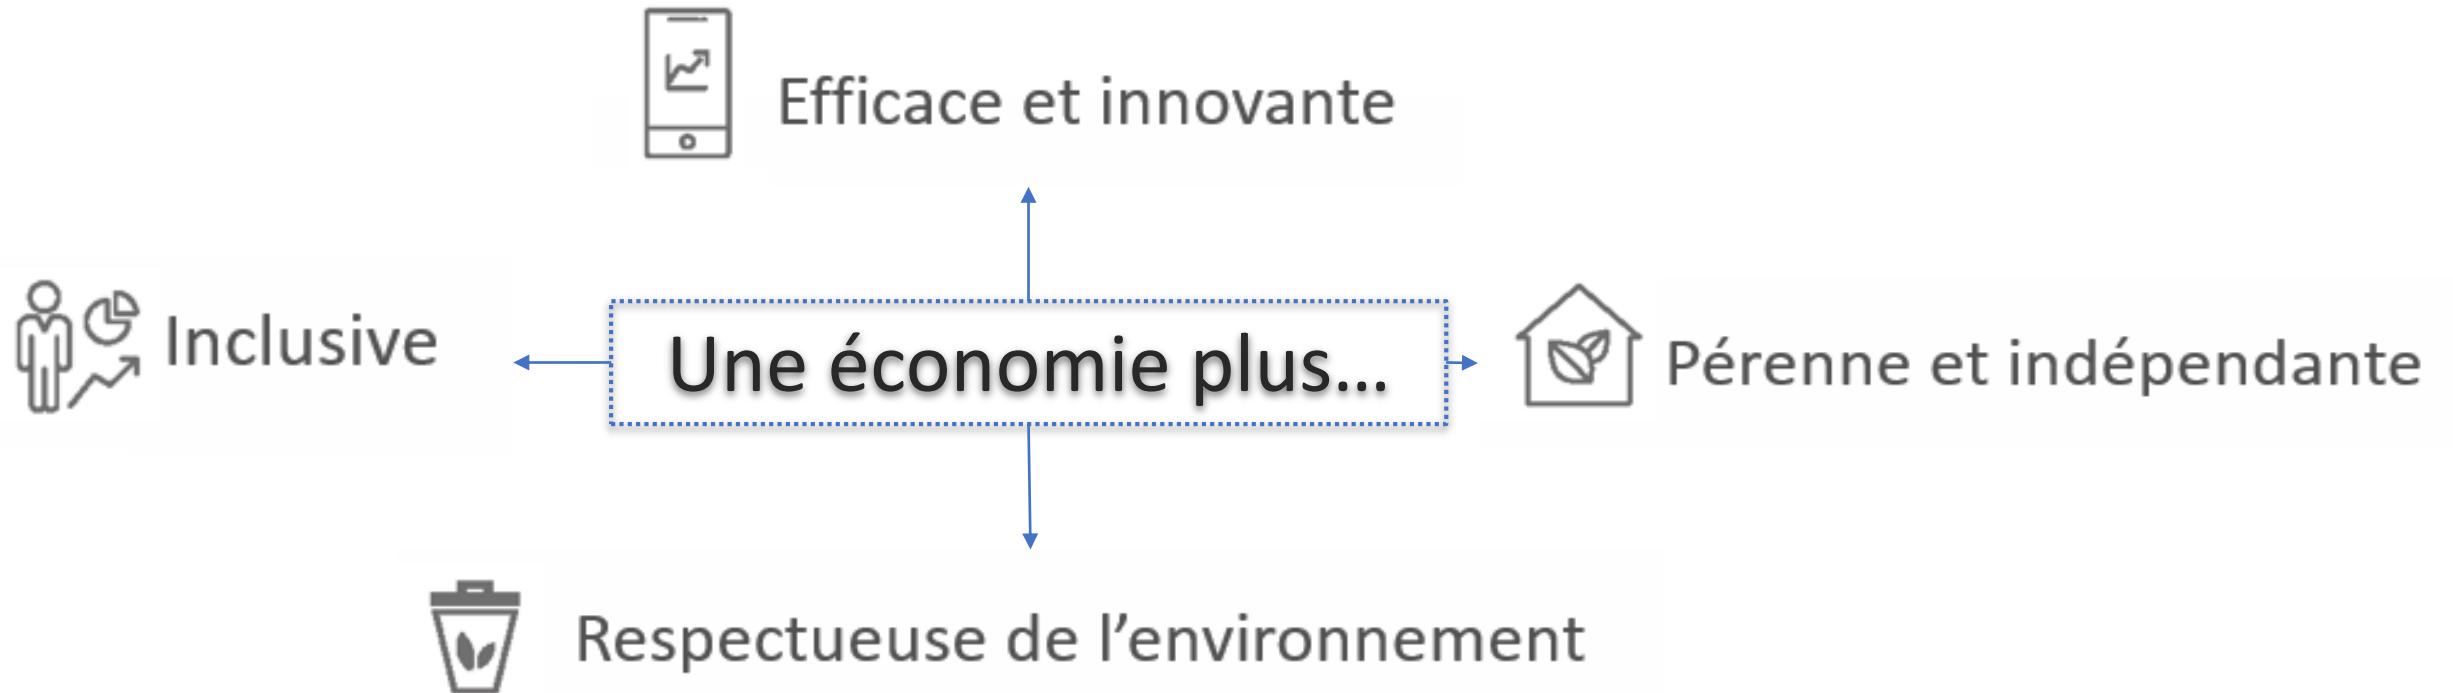 Efficace et innovante
Inclusive
Une économie plus...
Pérenne et indépendante
Respectueuse de l’environnement